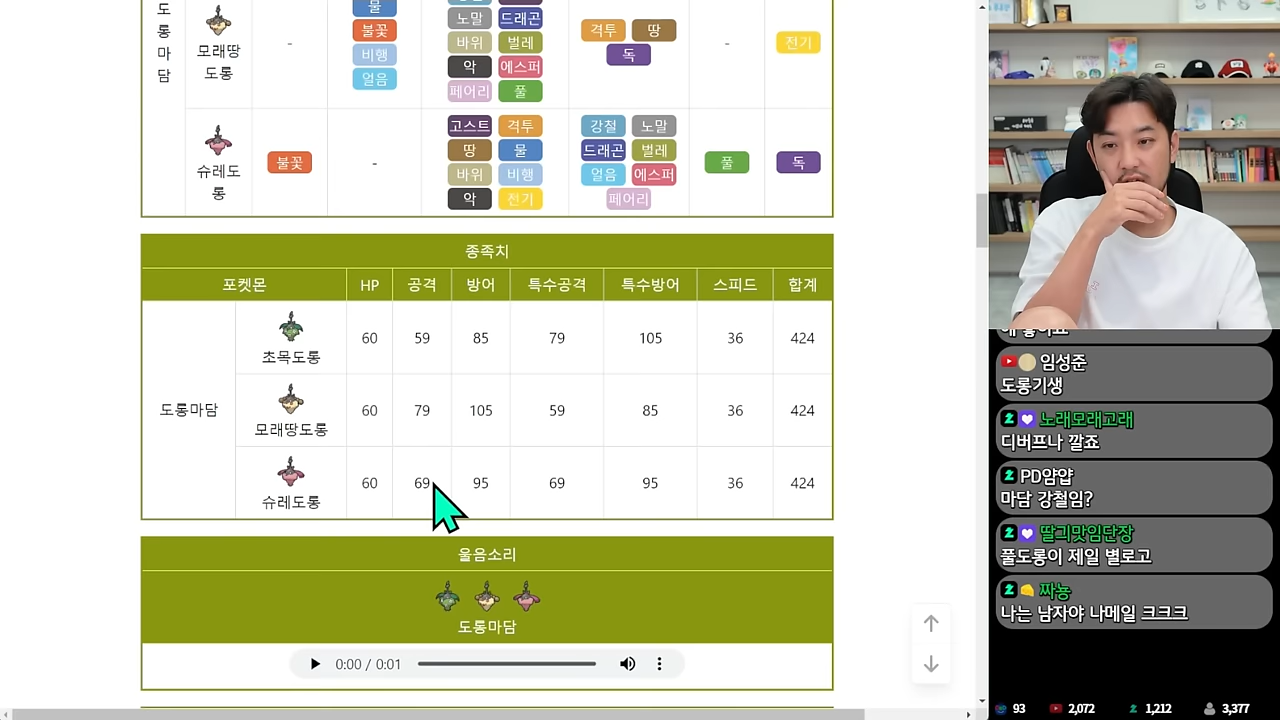 도
롱
마
담
모래땅
도롱
-
물
불꽃
비행
얼음
노말 드래곤
바위 벌레
악 에스퍼
페어리 풀
격투 땅
독
-
전기
슈레도
롱
불꽃
-
고스트 격투
땅 물
바위 비행
악 전기
강철 노말
드래곤 벌레
얼음 에스퍼
페어리
풀
독
종족치
포켓몬 HP 공격 방어 특수공격 특수방어 스피드 합계
도롱마담
초목도롱 60 59 85 79 105 36 424
모래땅도롱 60 79 105 59 85 36 424
슈레도롱 60 69 95 69 95 36 424
울음소리
도롱마담
0:00 / 0:01
임성준
도롱기생
노래모래고래
디버프나 깔죠
PD얌얍
마담 강철임?
딸긔맛임단장
풀도롱이 제일 별로고
짜뇽
나는 남자야 나메일 크크크
93 2,072 1,212 3,377